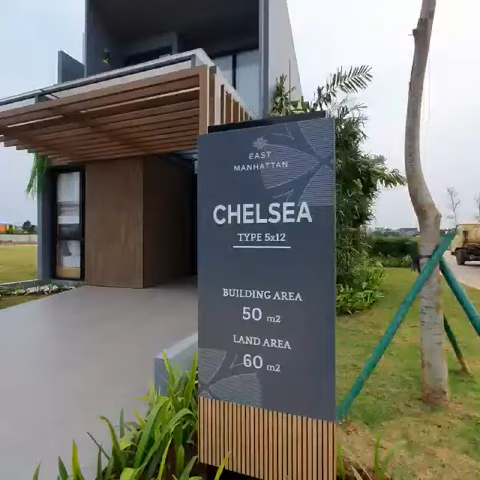 EAST
MANHATTAN
CHELSEA
TYPE 5x12
BUILDING AREA
50 m2
LAND AREA
60 m2